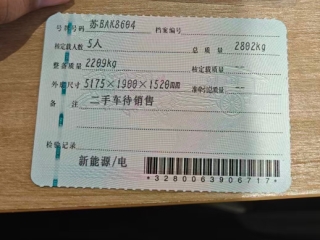 号牌号码 苏BAK8604 档案编号
核定载人数 5人 总质量 2802kg
整备质量 2209kg 核定载质量 --
外廓尺寸 5175×1900×1520mm 准牵引总质量 --
备注 二手车待销售
检验记录
新能源/电
*3280063906717*